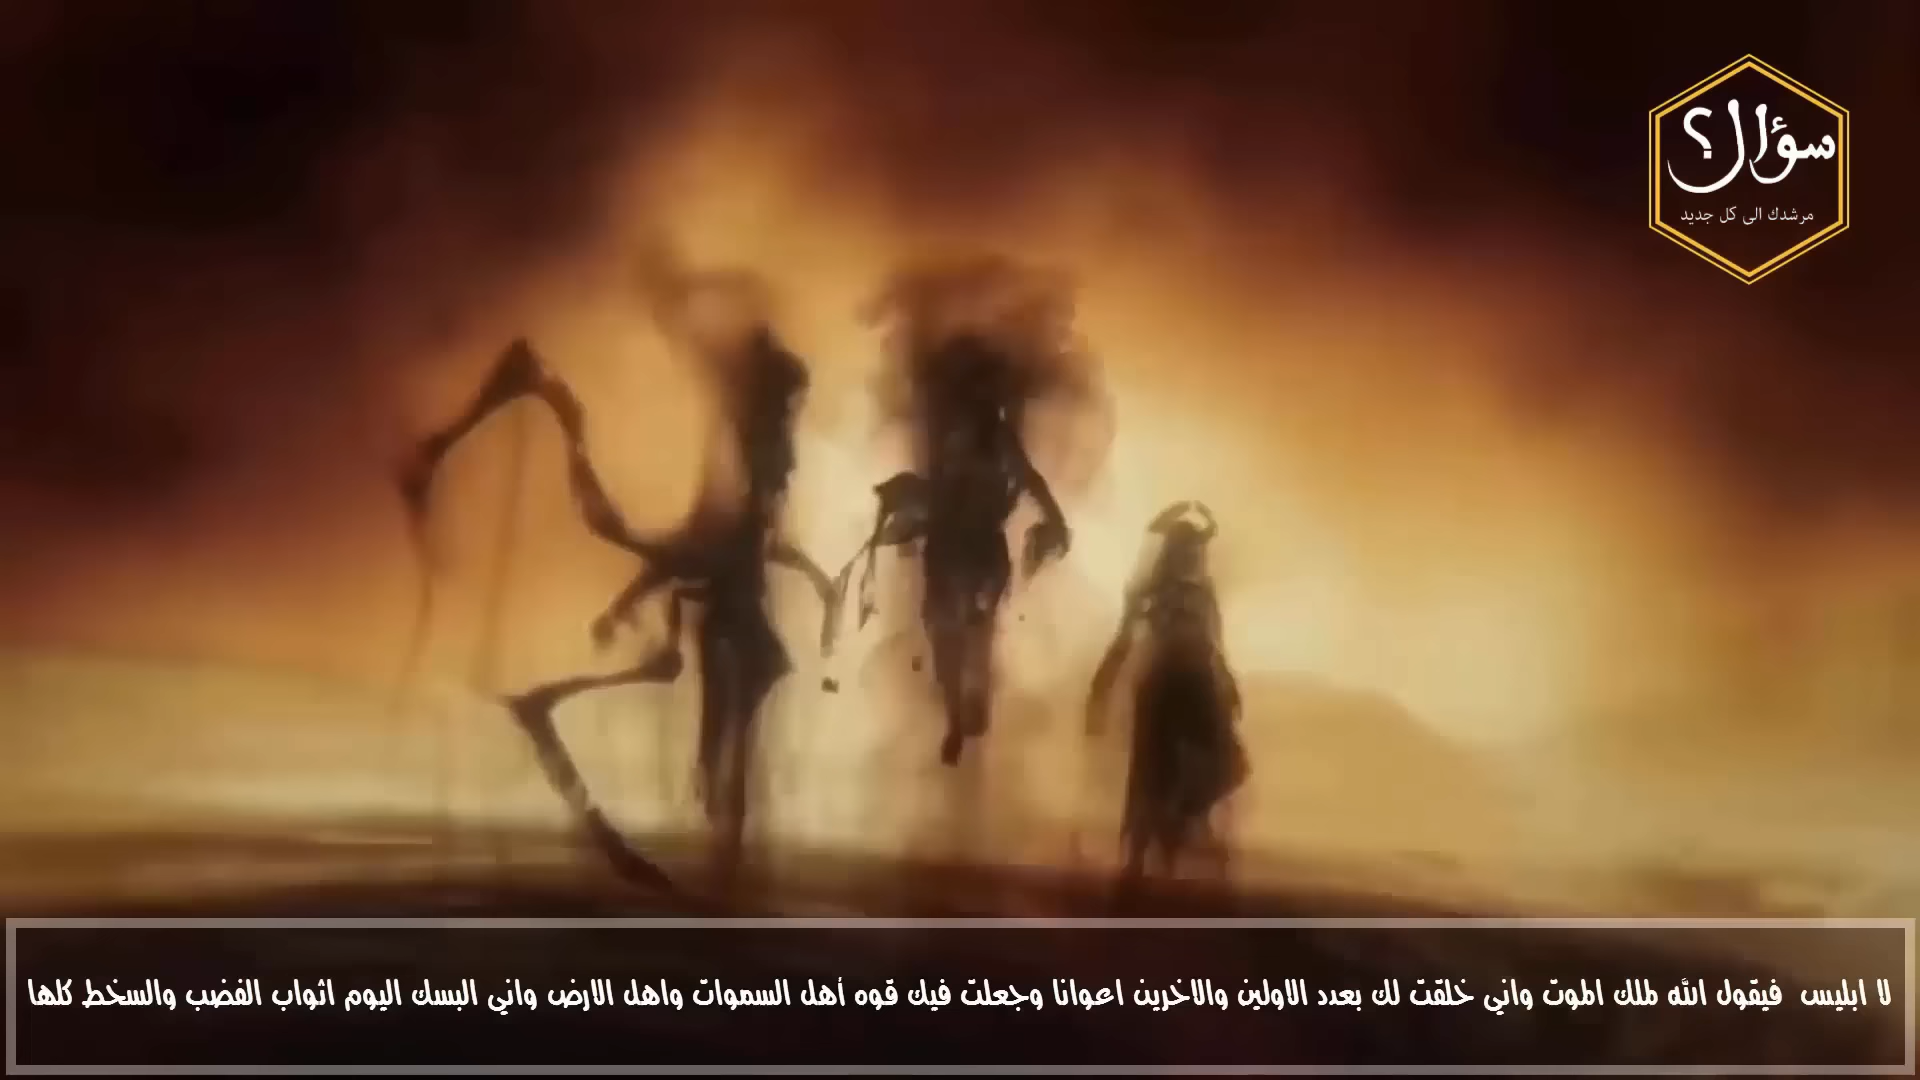 سؤال؟
مرشدك الى كل جديد
لا ابليس فيقول الله لملك الموت واني خلقت لك بعدد الاولين والاخرين اعوانا وجعلت فيك قوه أهل السموات واهل الارض واني البسك اليوم اثواب الغضب والسخط كلها